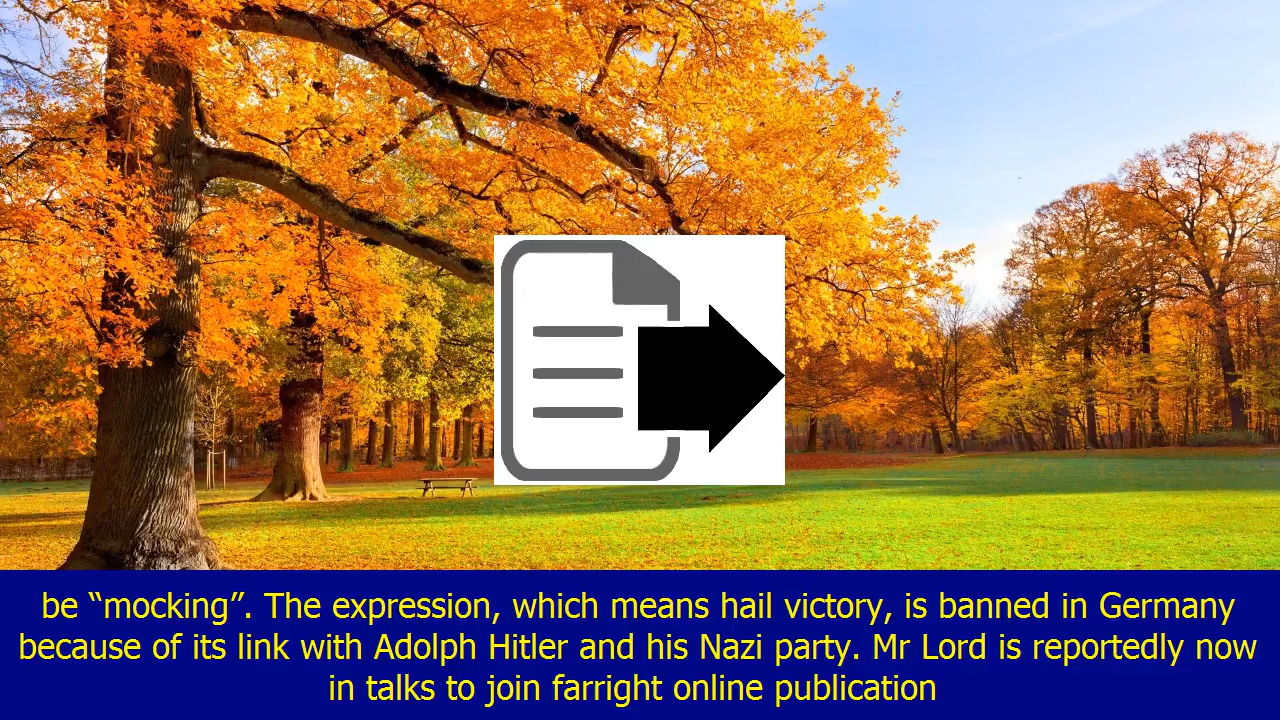 be “mocking”. The expression, which means hail victory, is banned in Germany
because of its link with Adolph Hitler and his Nazi party. Mr Lord is reportedly now
in talks to join farright online publication